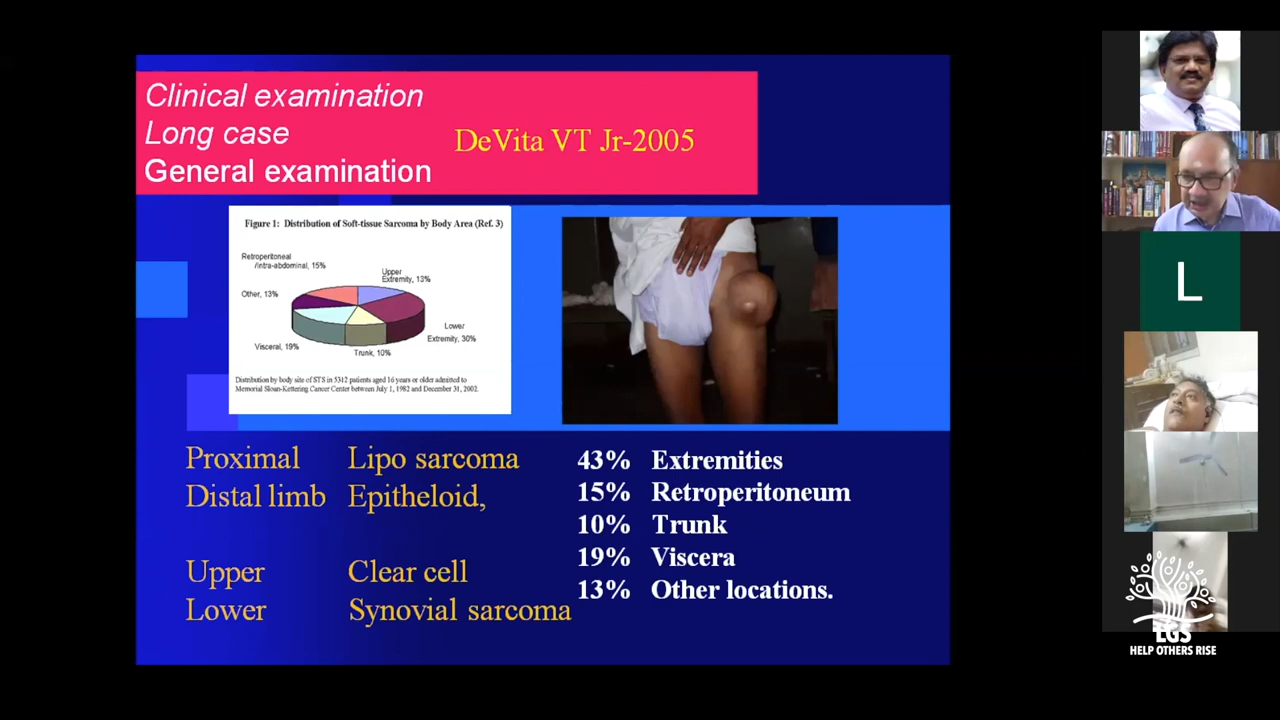 Clinical examination
Long case
General examination
DeVita VT Jr-2005
Figure 1: Distribution of Soft-tissue Sarcoma by Body Area (Ref. 3)
Retroperitoneal
/intra-abdominal, 15%
Upper
Extremity, 13%
Other, 13%
Lower
Extremity, 30%
Visceral, 19%
Trunk, 10%
Distribution by body site of STS in 5312 patients aged 16 years or older admitted to
Memorial Sloan-Kettering Cancer Center between July 1, 1982 and December 31, 2002.
Proximal Lipo sarcoma
Distal limb Epitheloid,
Upper Clear cell
Lower Synovial sarcoma
43% Extremities
15% Retroperitoneum
10% Trunk
19% Viscera
13% Other locations.
L
LGS
HELP OTHERS RISE